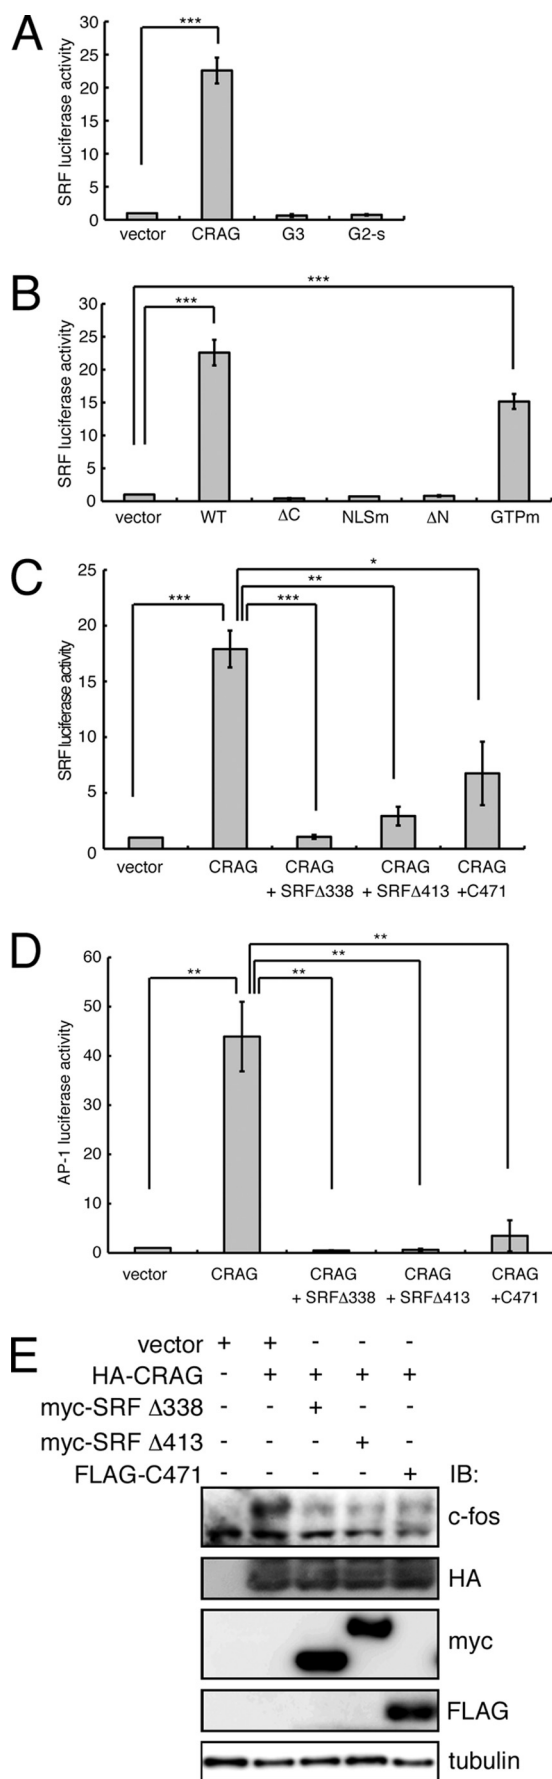 A
SRF luciferase activity
30
25
20
15
10
5
0
***
vector CRAG G3 G2-s
B
SRF luciferase activity
30
25
20
15
10
5
0
***
***
vector WT ΔC NLSm ΔN GTPm
C
SRF luciferase activity
25
20
15
10
5
0
*
**
*** ***
vector CRAG CRAG CRAG CRAG
+ SRFΔ338 + SRFΔ413 +C471
D
AP-1 luciferase activity
60
50
40
30
20
10
0
**
**
** **
vector CRAG CRAG CRAG CRAG
+ SRFΔ338 + SRFΔ413 +C471
E
vector + + - - -
HA-CRAG - + + + +
myc-SRF Δ338 - - + - -
myc-SRF Δ413 - - - + -
FLAG-C471 - - - - + IB:
c-fos
HA
myc
FLAG
tubulin